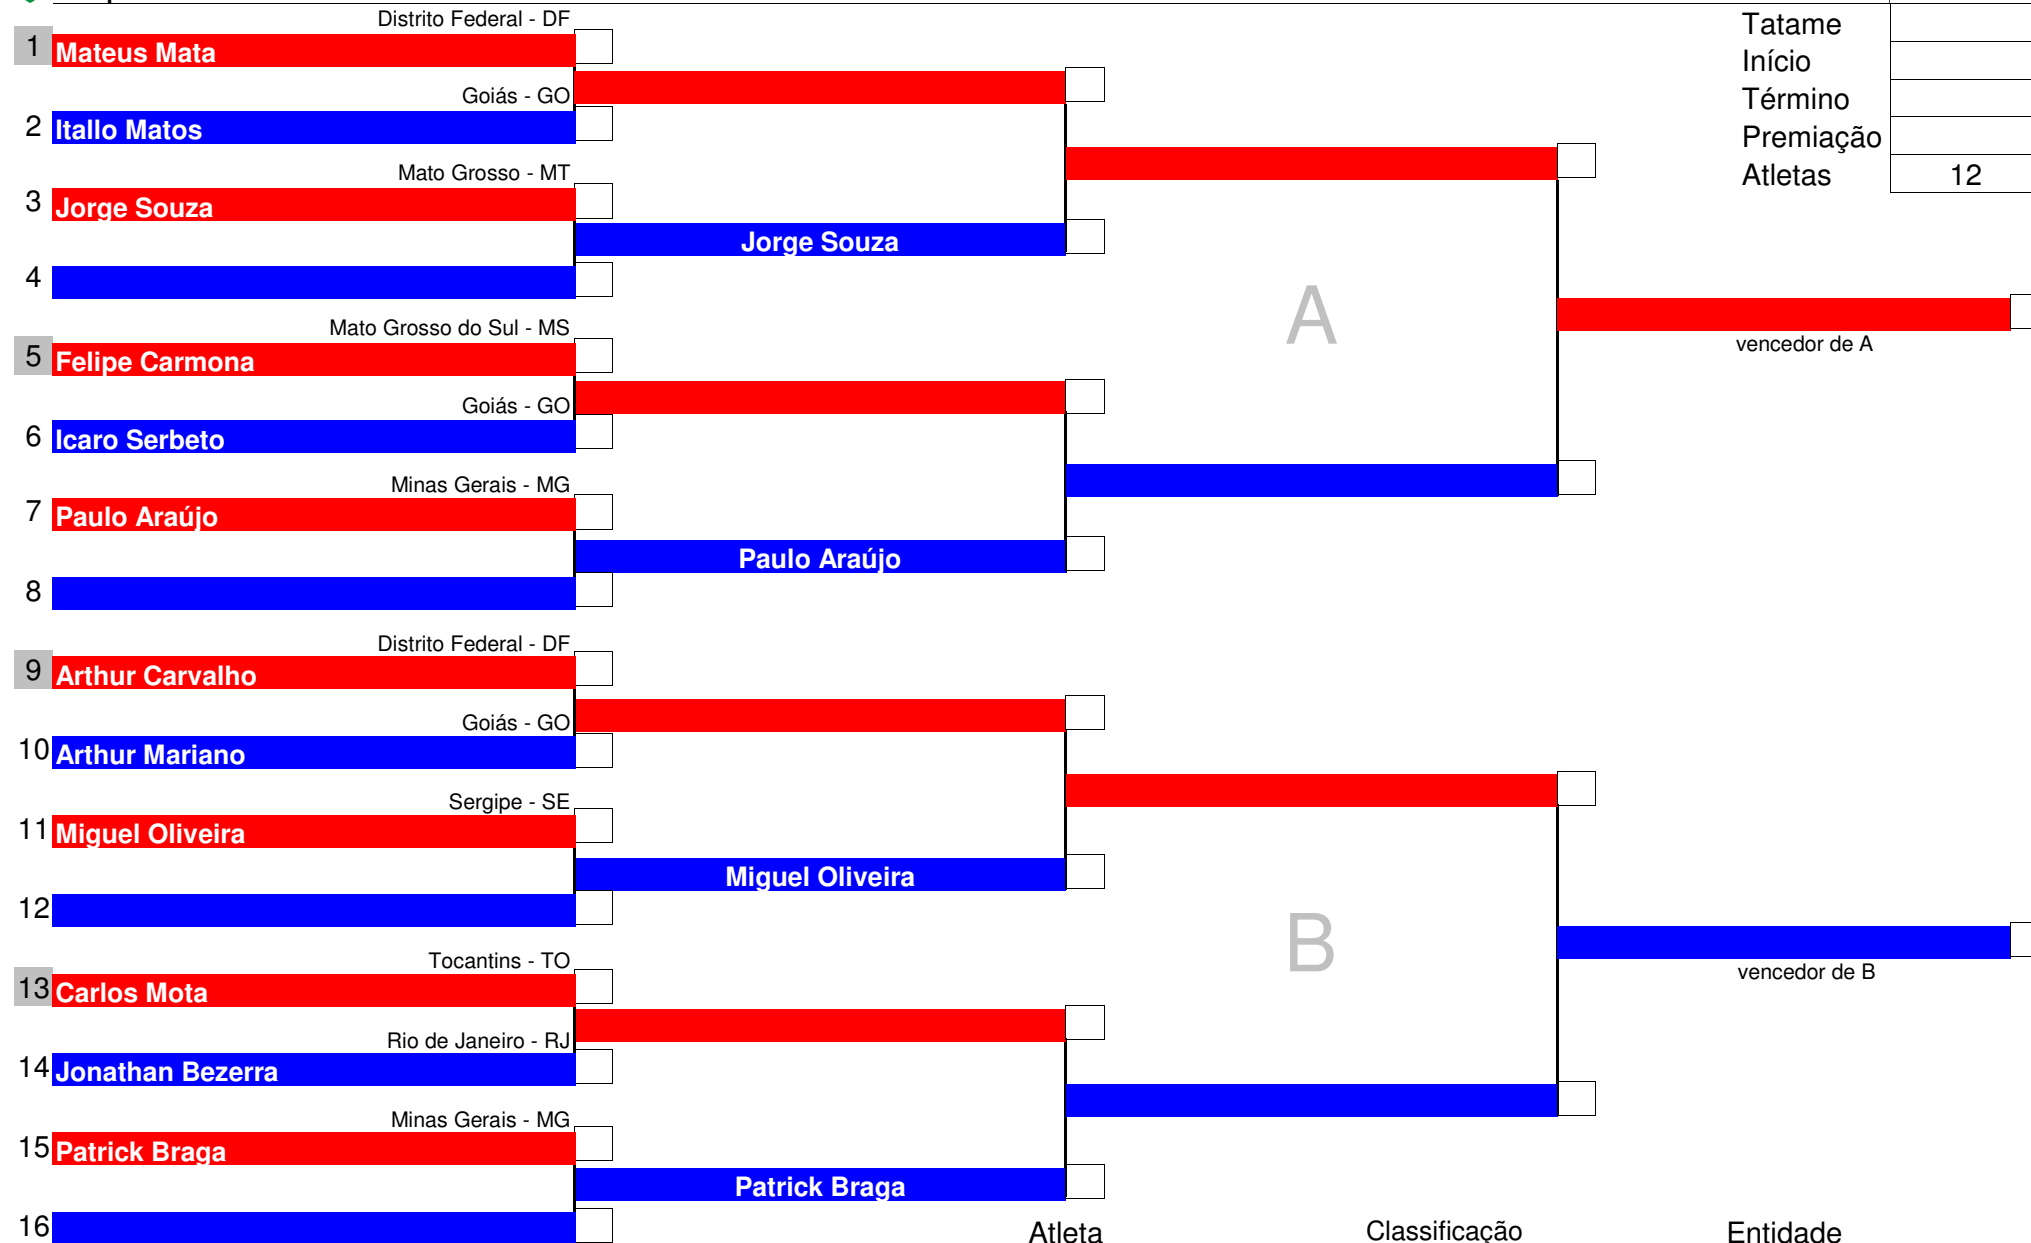 Distrito Federal - DF
1 Mateus Mata
Goiás - GO
2 Itallo Matos
Mato Grosso - MT
3 Jorge Souza
Jorge Souza
4
Mato Grosso do Sul - MS
5 Felipe Carmona
Goiás - GO
6 Icaro Serbeto
Minas Gerais - MG
7 Paulo Araújo
Paulo Araújo
8
Distrito Federal - DF
9 Arthur Carvalho
Goiás - GO
10 Arthur Mariano
Sergipe - SE
11 Miguel Oliveira
Miguel Oliveira
12
Tocantins - TO
13 Carlos Mota
Rio de Janeiro - RJ
14 Jonathan Bezerra
Minas Gerais - MG
15 Patrick Braga
Patrick Braga
16
A
vencedor de A
B
vencedor de B
Tatame
Início
Término
Premiação
Atletas 12
Atleta Classificação Entidade